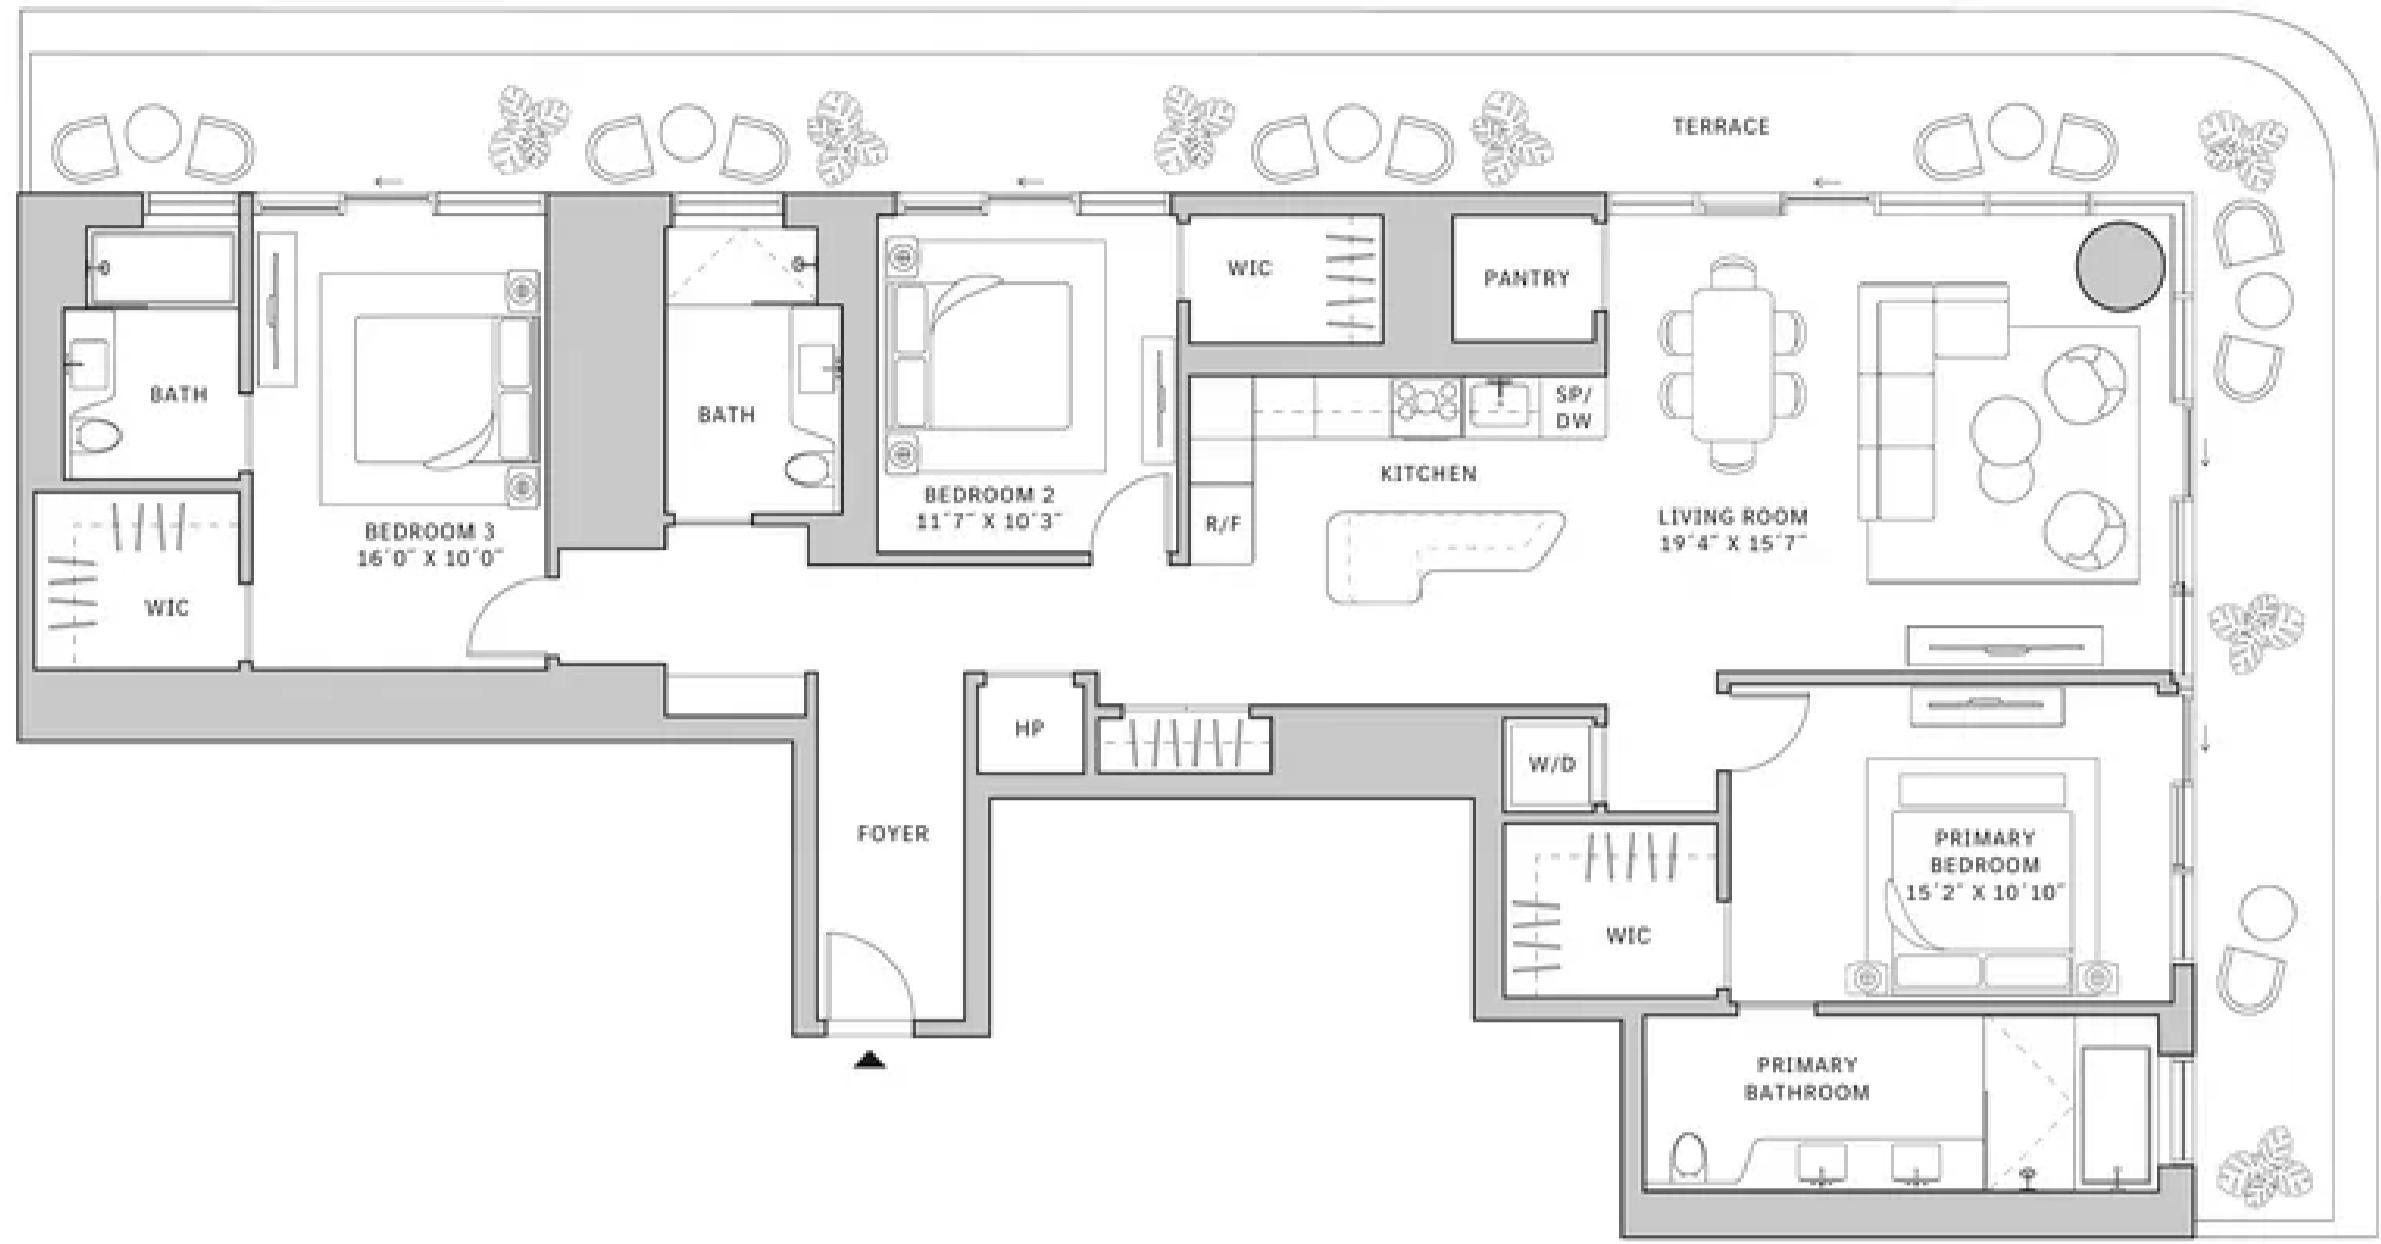 TERRACE
BATH
WIC
BEDROOM 3
16'0" X 10'0"
BATH
BEDROOM 2
11'7" X 10'3"
WIC
PANTRY
SP/
DW
KITCHEN
R/F
LIVING ROOM
19'4" X 15'7"
HP
FOYER
W/D
WIC
PRIMARY
BEDROOM
15'2" X 10'10"
PRIMARY
BATHROOM